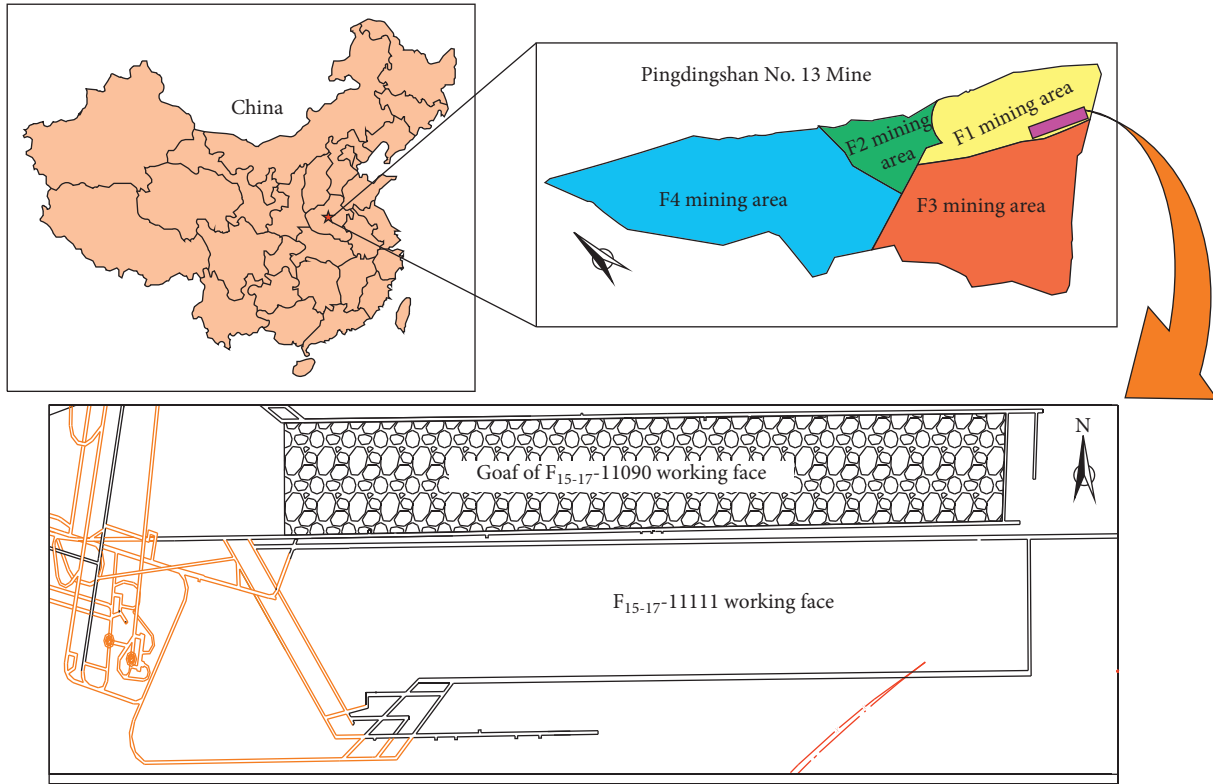 China
Pingdingshan No. 13 Mine
F1 mining area
F2 mining
area
F4 mining area
F3 mining area
N
Goaf of F₁₅₋₁₇-11090 working face
F₁₅₋₁₇-11111 working face